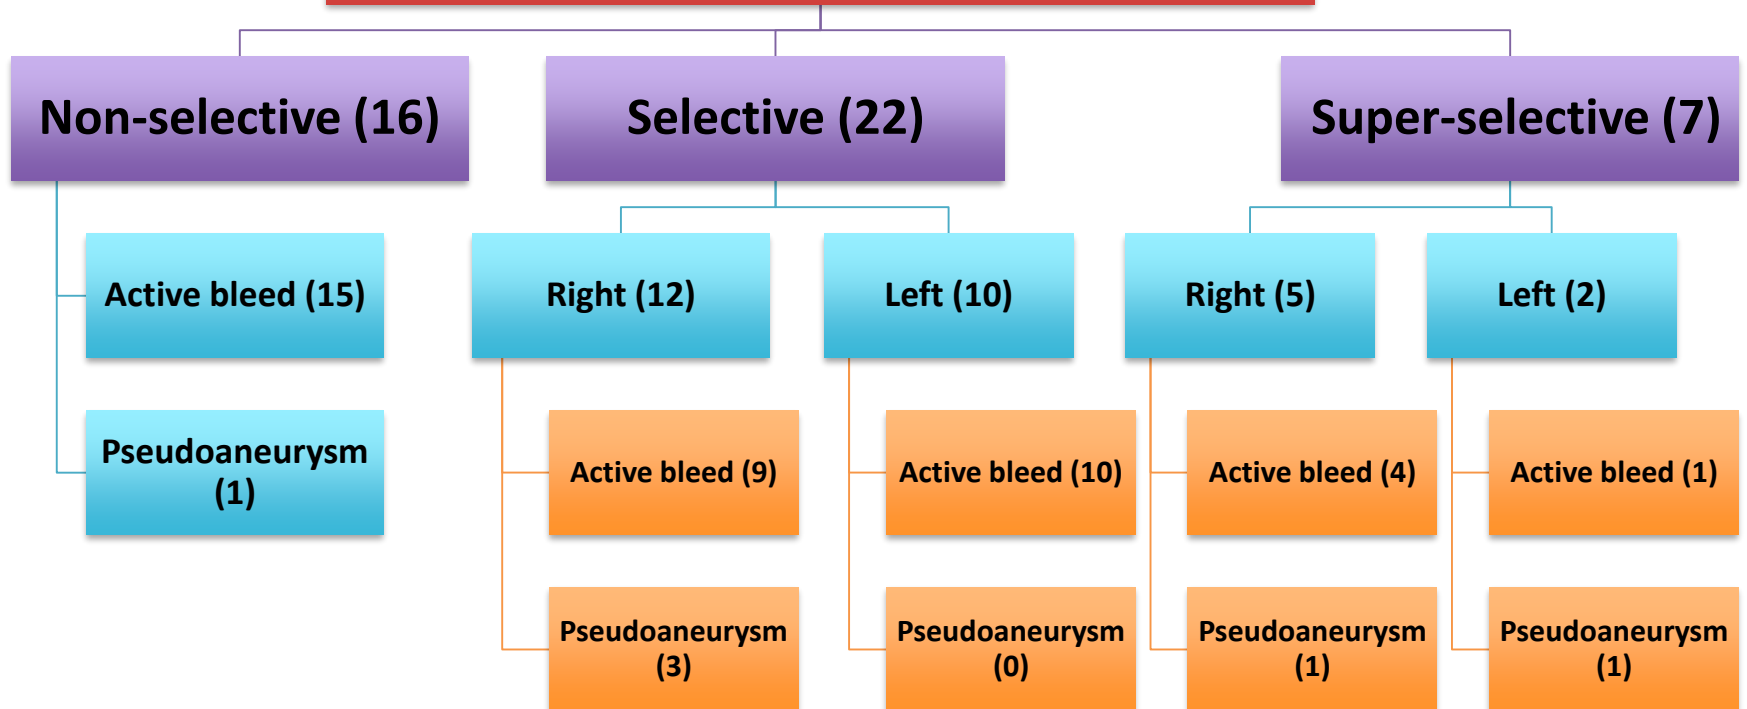 Non-selective (16)
Selective (22)
Super-selective (7)
Active bleed (15)
Right (12)
Left (10)
Right (5)
Left (2)
Pseudoaneurysm
(1)
Active bleed (9)
Active bleed (10)
Active bleed (4)
Active bleed (1)
Pseudoaneurysm
(3)
Pseudoaneurysm
(0)
Pseudoaneurysm
(1)
Pseudoaneurysm
(1)